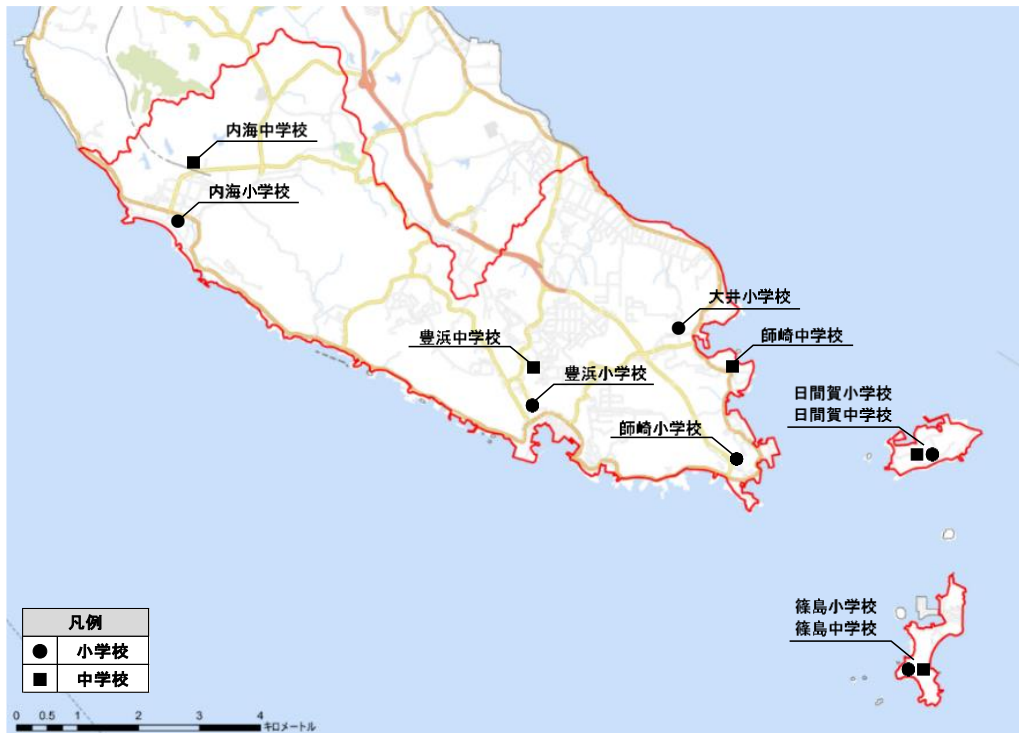 内海中学校
内海小学校
大井小学校
豊浜中学校
師崎中学校
豊浜小学校
日間賀小学校
日間賀中学校
師崎小学校
篠島小学校
篠島中学校
凡例
小学校
中学校
0 0.5 1 2 3 4
キロメートル